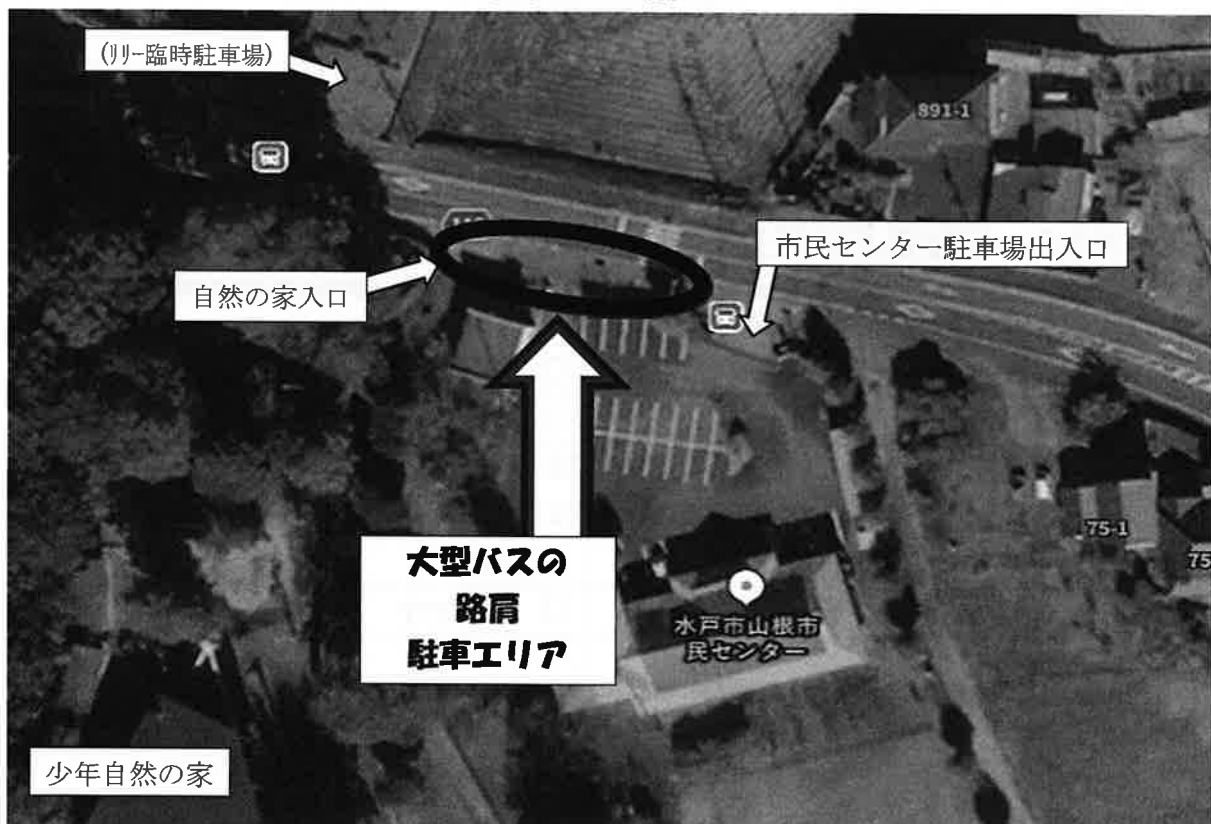 (リリー臨時駐車場)
891-1
市民センター駐車場出入口
自然の家入口
大型バスの
路肩
駐車エリア
75-1
75
水戸市山根市
民センター
少年自然の家